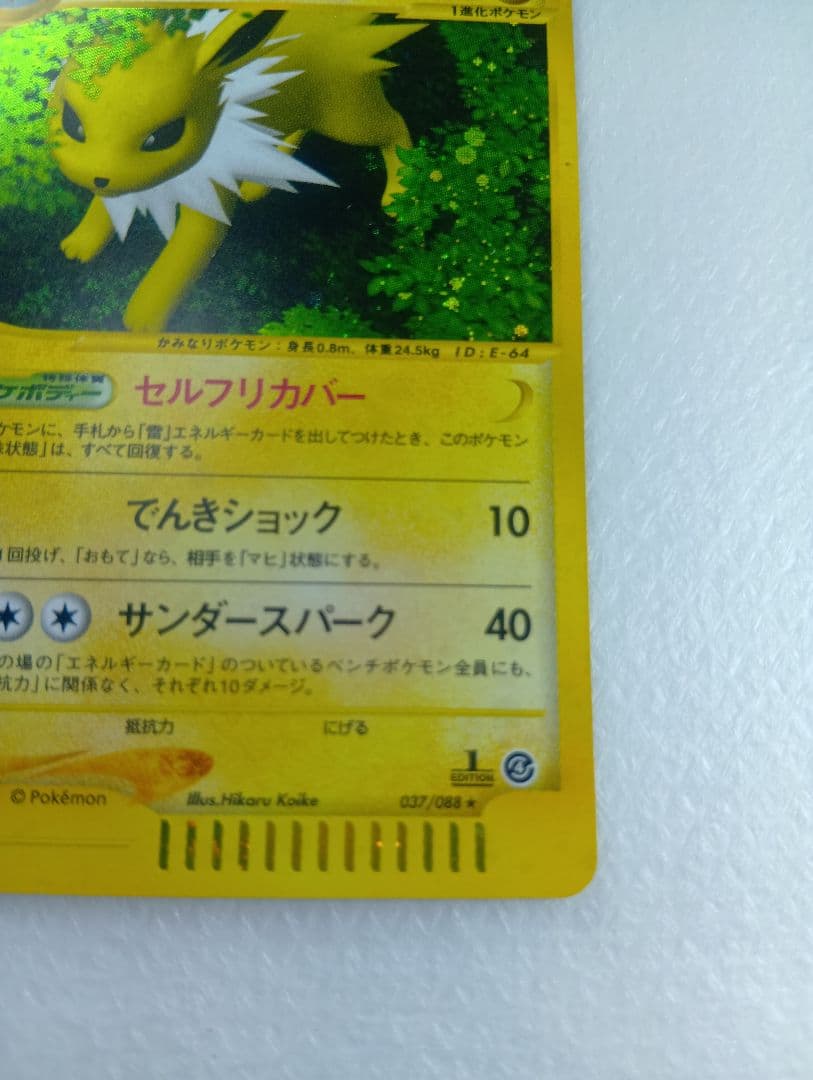 1進化ポケモン
かみなりポケモン：身長0.8m、体重24.5kg ID：E-64
特殊体質
ケボディー セルフリカバー
ケモンに、手札から「雷」エネルギーカードを出してつけたとき、このポケモン
状態」は、すべて回復する。
でんきショック 10
回投げ、「おもて」なら、相手を「マヒ」状態にする。
サンダースパーク 40
の場の「エネルギーカード」のついているベンチポケモン全員にも、
抗力」に関係なく、それぞれ10ダメージ。
抵抗力 にげる
1 EDITION
© Pokémon Illus.Hikaru Koike 037/088 ★